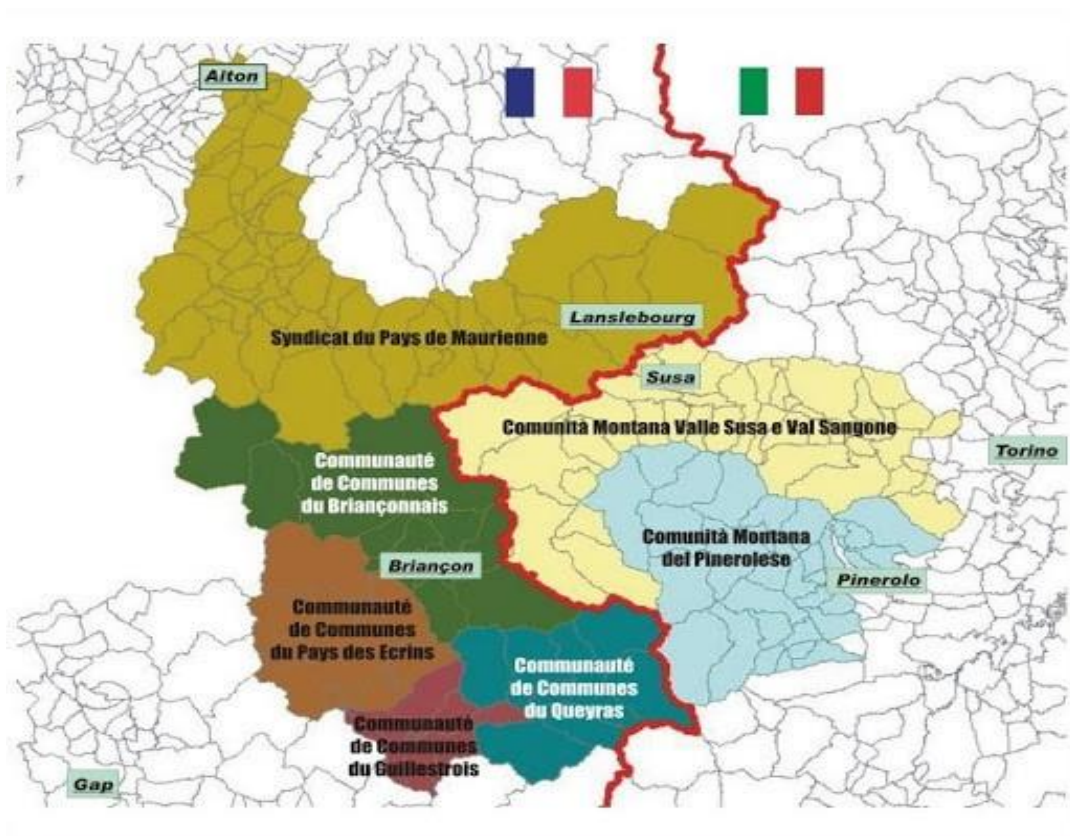 Aiton
Lanslebourg
Syndicat du Pays de Maurienne
Susa
Comunità Montana Valle Susa e Val Sangone
Torino
Communauté
de Communes
du Briançonnais
Comunità Montana
del Pinerolese
Briançon
Pinerolo
Communauté
de Communes
du Pays des Ecrins
Communauté
de Communes
du Queyras
Communauté
de Communes
du Guillestrois
Gap